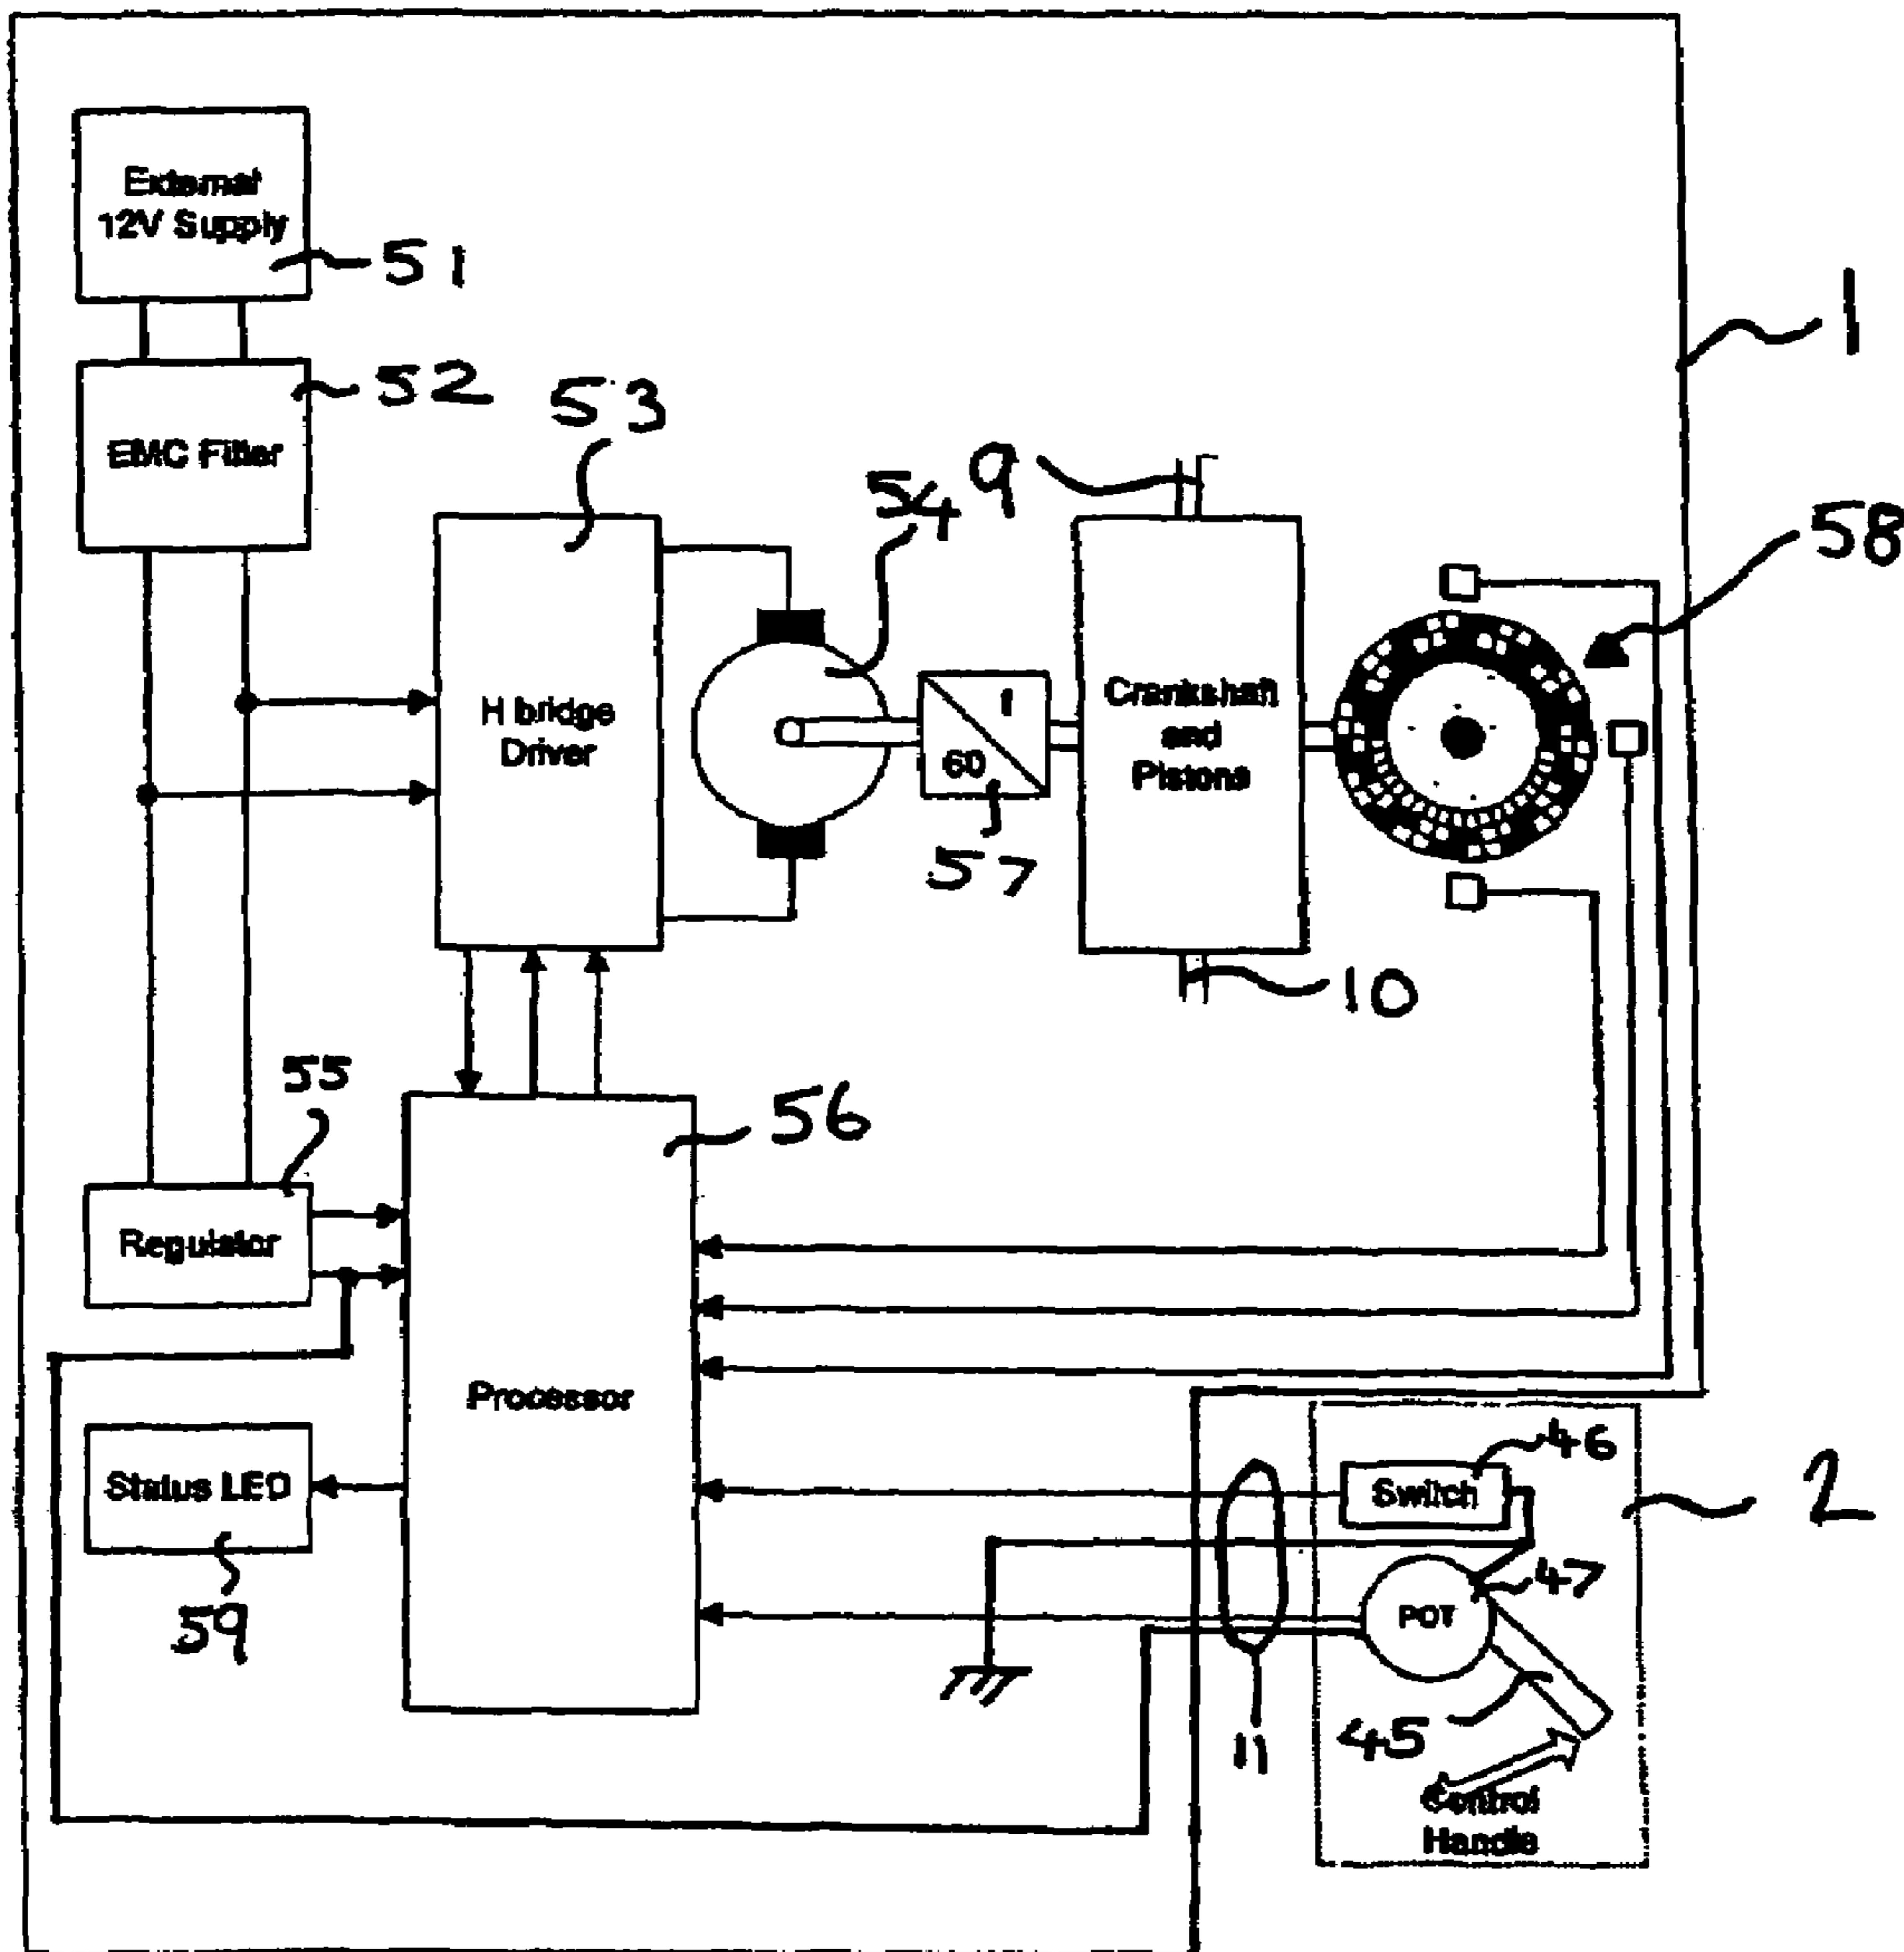 External
12V Supply
51
1
52
EMC Filter
53
54
9
58
H bridge
Driver
1
60
57
Crankshaft
and
Pistons
10
55
56
Regulator
Processor
Status LED
59
46
Switch
2
47
POT
45
11
Control
Handle